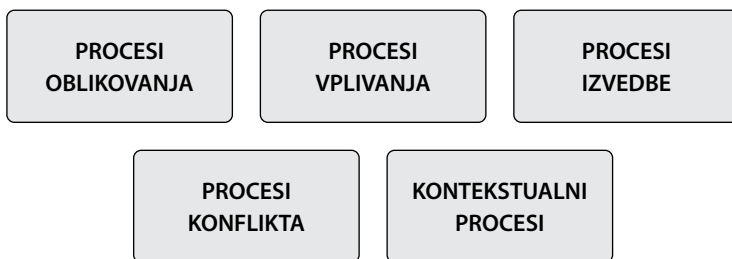 PROCESI
OBLIKOVANJA
PROCESI
VPLIVANJA
PROCESI
IZVEDBE
PROCESI
KONFLIKTA
KONTEKSTUALNI
PROCESI